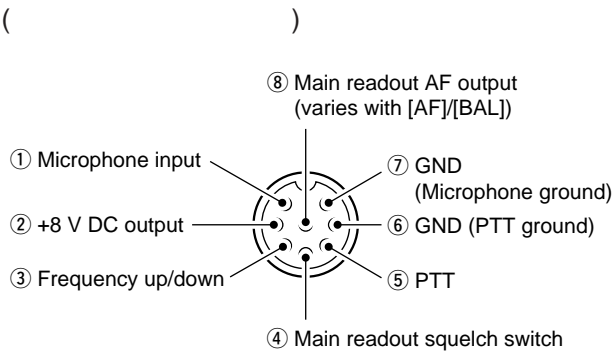 ( )
⑧ Main readout AF output
(varies with [AF]/[BAL])
① Microphone input
⑦ GND
(Microphone ground)
② +8 V DC output
⑥ GND (PTT ground)
③ Frequency up/down
⑤ PTT
④ Main readout squelch switch